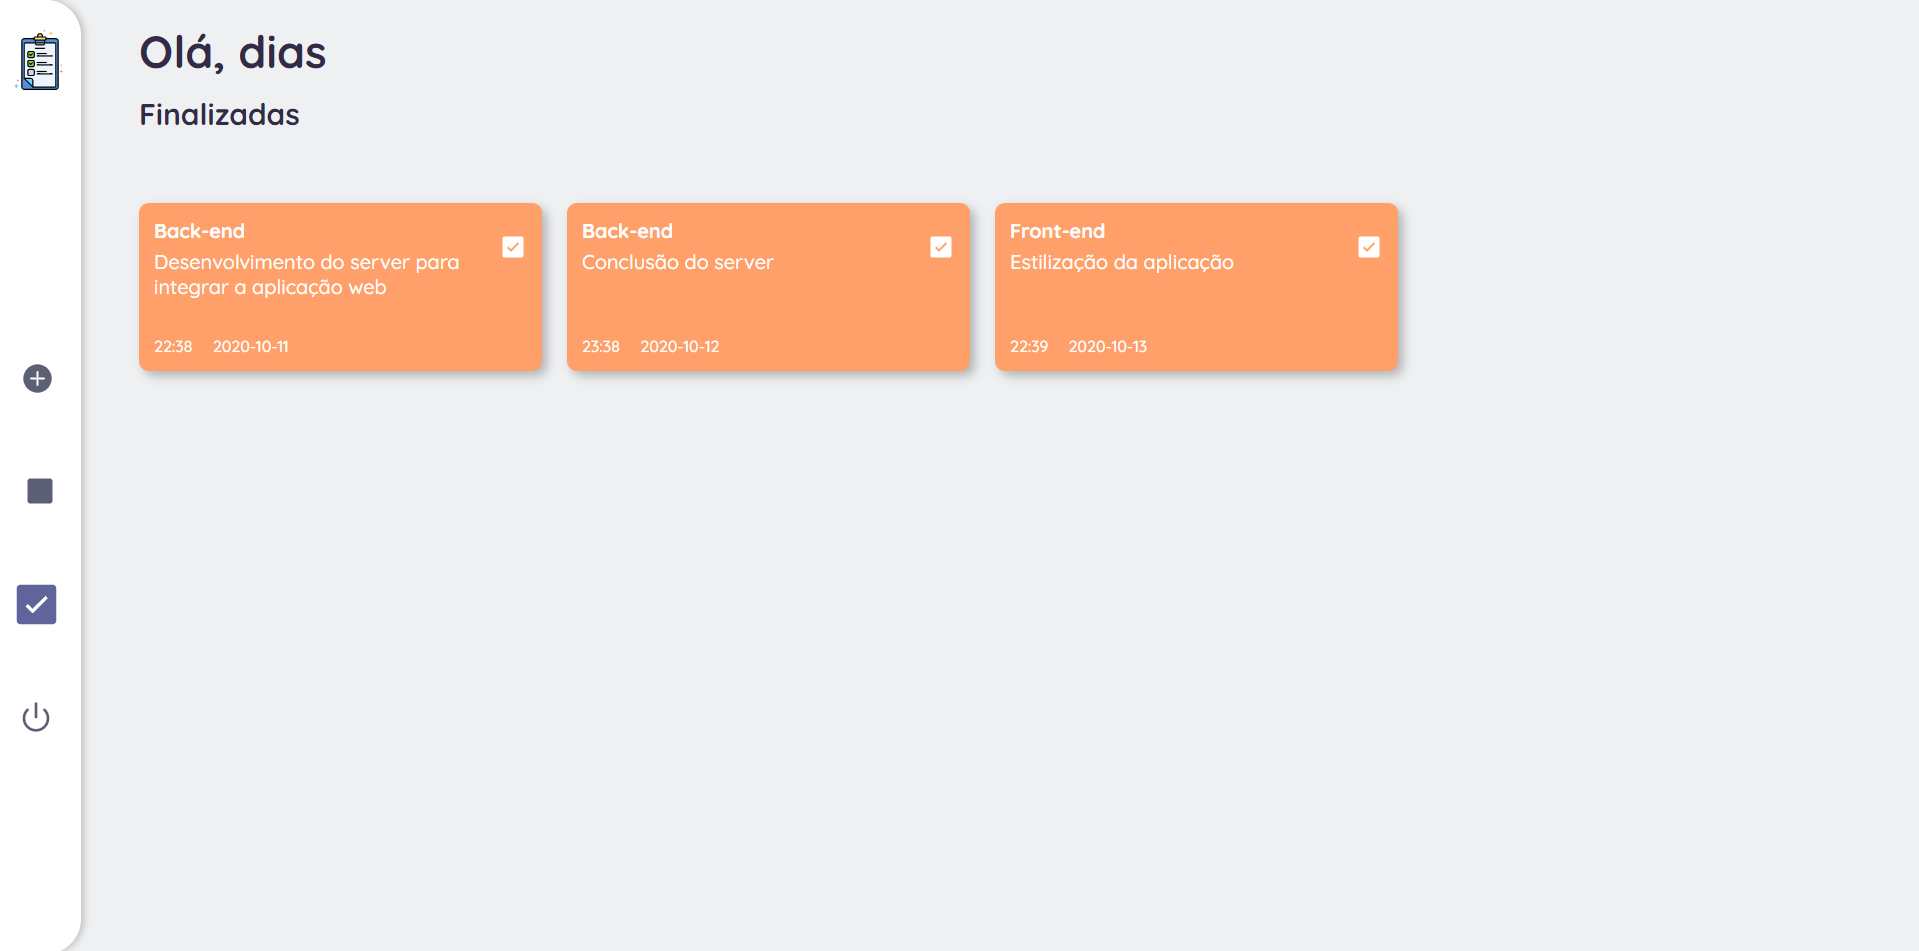 Olá, dias
Finalizadas
Back-end
Desenvolvimento do server para
integrar a aplicação web
22:38 2020-10-11
Back-end
Conclusão do server
23:38 2020-10-12
Front-end
Estilização da aplicação
22:39 2020-10-13